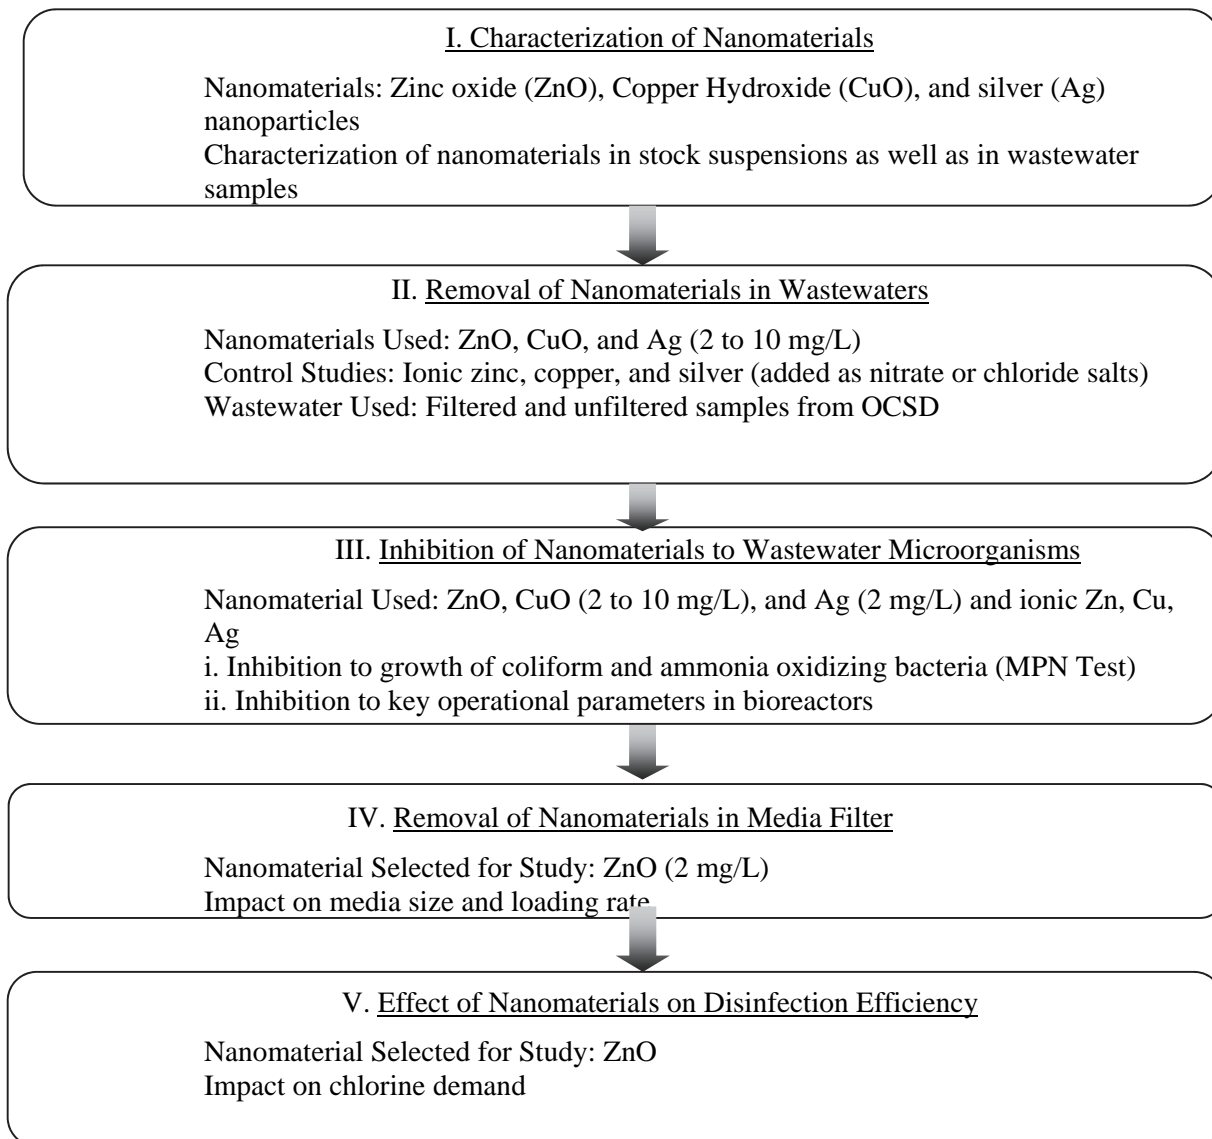 I. Characterization of Nanomaterials
Nanomaterials: Zinc oxide (ZnO), Copper Hydroxide (CuO), and silver (Ag)
nanoparticles
Characterization of nanomaterials in stock suspensions as well as in wastewater
samples
II. Removal of Nanomaterials in Wastewaters
Nanomaterials Used: ZnO, CuO, and Ag (2 to 10 mg/L)
Control Studies: Ionic zinc, copper, and silver (added as nitrate or chloride salts)
Wastewater Used: Filtered and unfiltered samples from OCSD
III. Inhibition of Nanomaterials to Wastewater Microorganisms
Nanomaterial Used: ZnO, CuO (2 to 10 mg/L), and Ag (2 mg/L) and ionic Zn, Cu,
Ag
i. Inhibition to growth of coliform and ammonia oxidizing bacteria (MPN Test)
ii. Inhibition to key operational parameters in bioreactors
IV. Removal of Nanomaterials in Media Filter
Nanomaterial Selected for Study: ZnO (2 mg/L)
Impact on media size and loading rate
V. Effect of Nanomaterials on Disinfection Efficiency
Nanomaterial Selected for Study: ZnO
Impact on chlorine demand